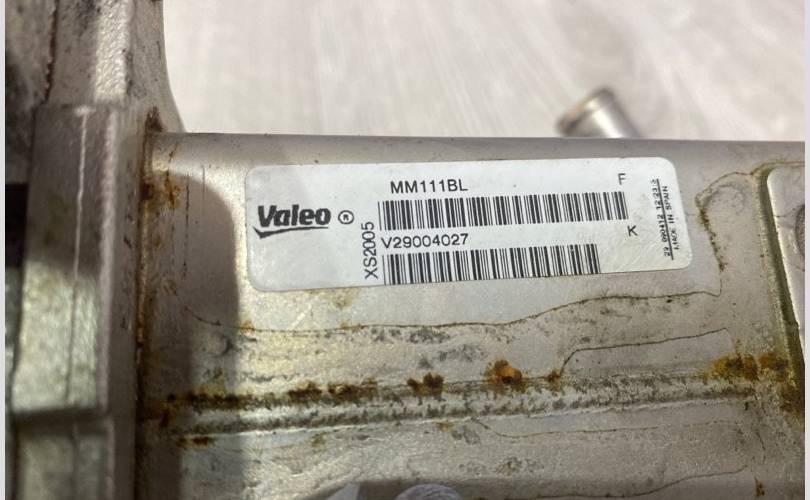 MM111BL
F
Valeo ®
XS2005
V29004027
K
MADE IN SPAIN